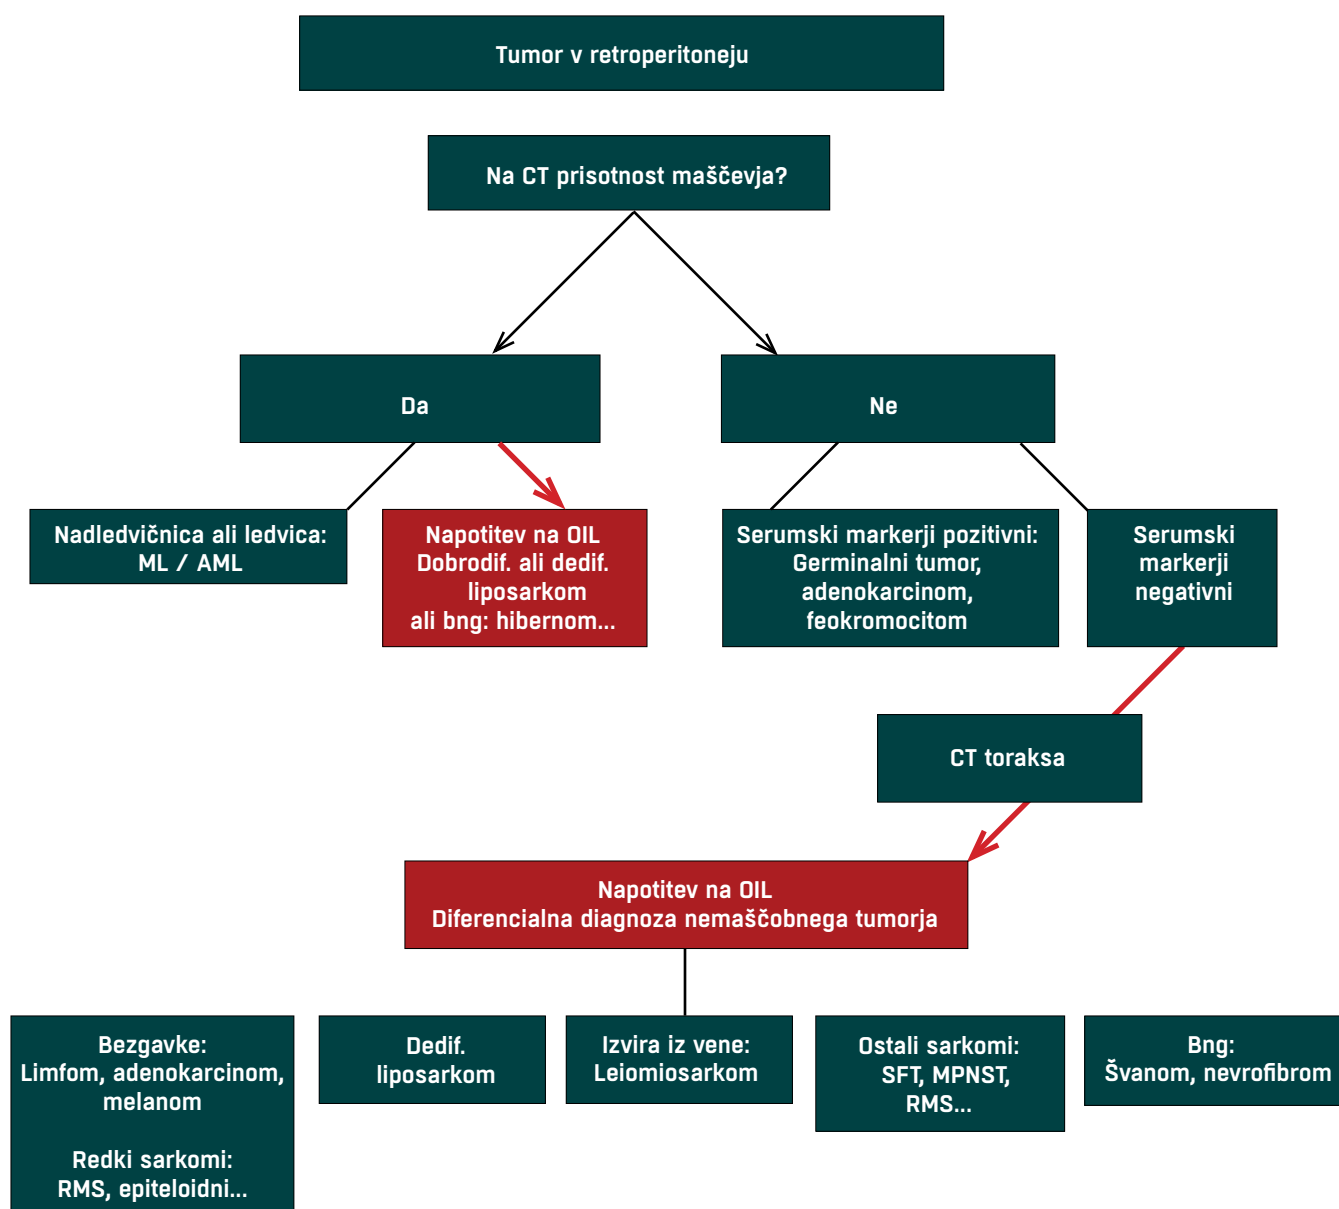 Tumor v retroperitoneju
Na CT prisotnost maščevja?
Da
Ne
Nadledvičnica ali ledvica:
ML / AML
Napotitev na OIL
Dobrodif. ali dedif.
liposarkom
ali bng: hibernom...
Serumski markerji pozitivni:
Germinalni tumor,
adenokarcinom,
feokromocitom
Serumski
markerji
negativni
CT toraksa
Napotitev na OIL
Diferencialna diagnoza nemaščobnega tumorja
Bezgavke:
Limfom, adenokarcinom,
melanom
Redki sarkomi:
RMS, epiteloidni...
Dedif.
liposarkom
Izvira iz vene:
Leiomiosarkom
Ostali sarkomi:
SFT, MPNST,
RMS...
Bng:
Švanom, nevrofibrom